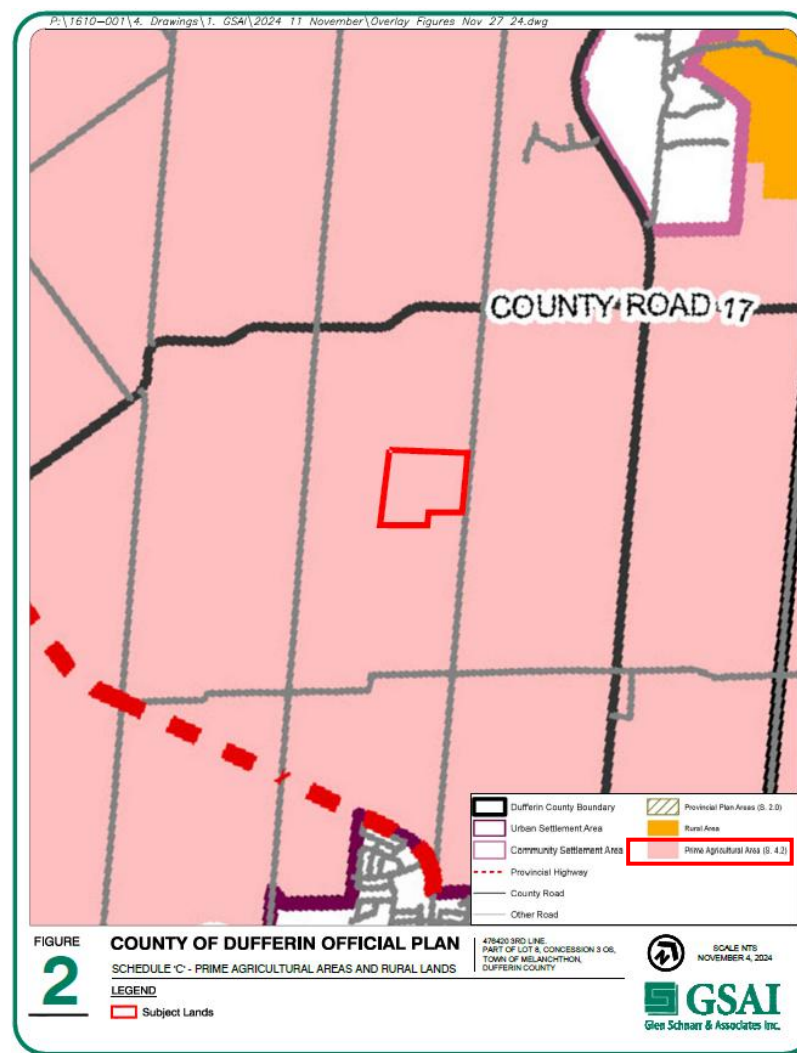 P:\1610-001\4. Drawings\1. GSAI\2024 11 November\Overlay Figures Nov 27 24.dwg
COUNTY ROAD 17
Dufferin County Boundary
Urban Settlement Area
Community Settlement Area
Provincial Highway
County Road
Other Road
Provincial Plan Areas (S. 2.0)
Rural Area
Prime Agricultural Area (S. 4.2)
FIGURE
2
COUNTY OF DUFFERIN OFFICIAL PLAN
SCHEDULE 'C' - PRIME AGRICULTURAL AREAS AND RURAL LANDS
LEGEND
Subject Lands
476420 3RD LINE,
PART OF LOT 8, CONCESSION 3 OS,
TOWN OF MELANCHTHON,
DUFFERIN COUNTY
SCALE NTS
NOVEMBER 4, 2024
GSAI
Glen Schnarr & Associates Inc.